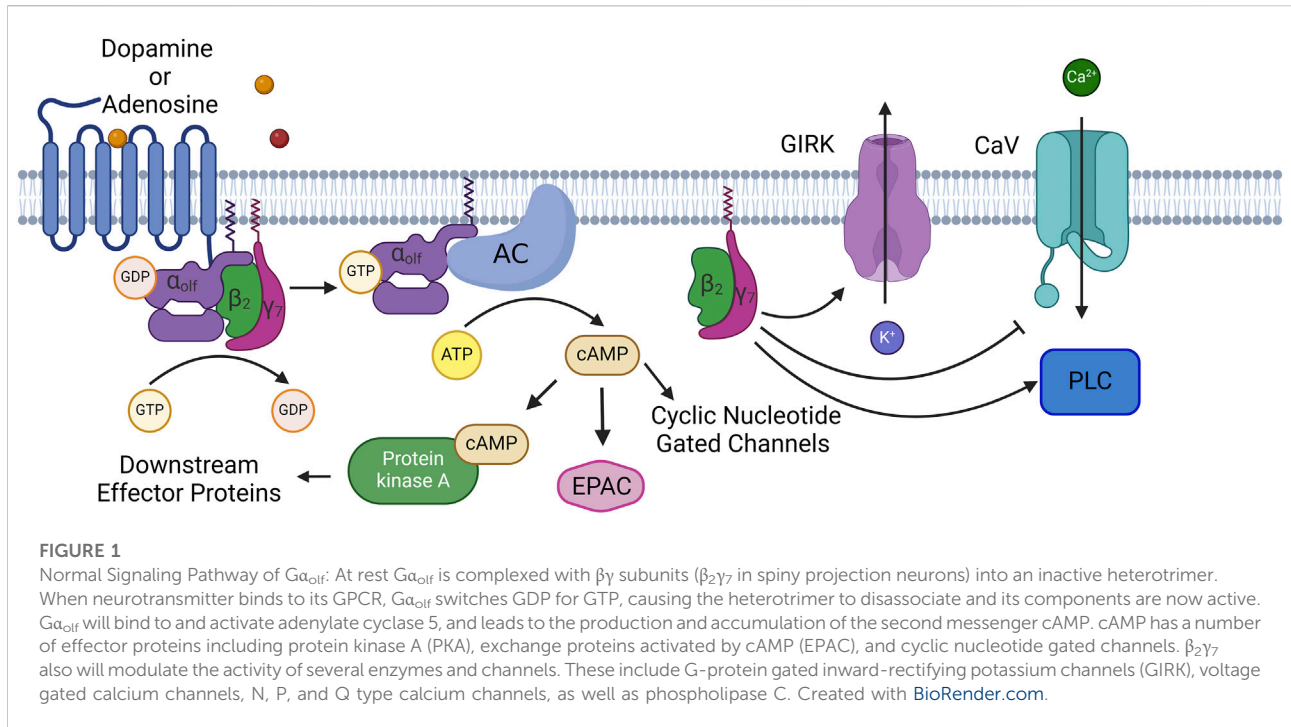 Dopamine
or
Adenosine
Ca²⁺
GIRK
CaV
GDP
α_olf
β₂
γ₇
GTP
α_olf
AC
β₂
γ₇
K⁺
ATP
cAMP
PLC
GTP
GDP
Cyclic Nucleotide
Gated Channels
Downstream
Effector Proteins
Protein
kinase A
cAMP
EPAC
FIGURE 1
Normal Signaling Pathway of Gα_olf: At rest Gα_olf is complexed with βγ subunits (β₂γ₇ in spiny projection neurons) into an inactive heterotrimer.
When neurotransmitter binds to its GPCR, Gα_olf switches GDP for GTP, causing the heterotrimer to disassociate and its components are now active.
Gα_olf will bind to and activate adenylate cyclase 5, and leads to the production and accumulation of the second messenger cAMP. cAMP has a number
of effector proteins including protein kinase A (PKA), exchange proteins activated by cAMP (EPAC), and cyclic nucleotide gated channels. β₂γ₇
also will modulate the activity of several enzymes and channels. These include G-protein gated inward-rectifying potassium channels (GIRK), voltage
gated calcium channels, N, P, and Q type calcium channels, as well as phospholipase C. Created with BioRender.com.